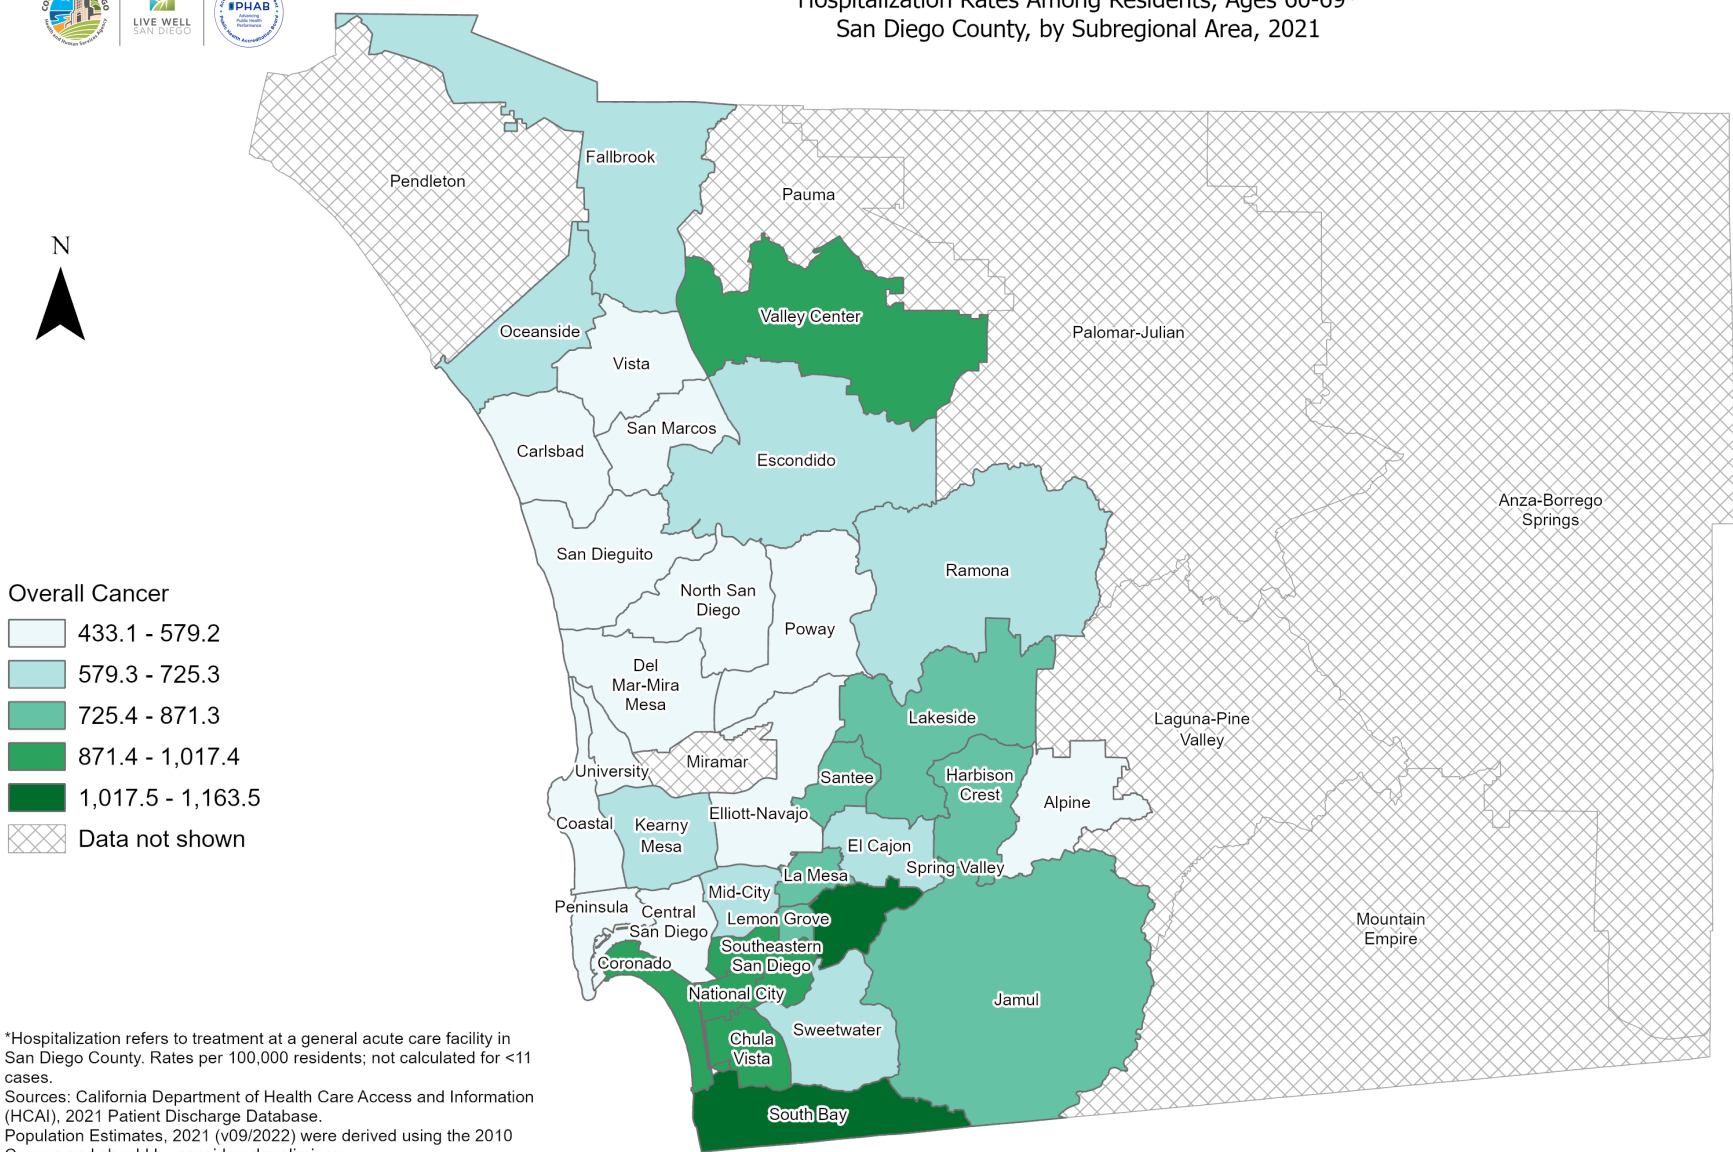 LIVE WELL
SAN DIEGO
PHAB
Advancing
Public Health
Performance
Hospitalization Rates Among Residents, Ages
San Diego County, by Subregional Area, 2021
N
Fallbrook
Pendleton
Pauma
Valley Center
Oceanside
Palomar-Julian
Vista
San Marcos
Carlsbad
Escondido
Anza-Borrego
Springs
San Dieguito
Ramona
North San
Diego
Poway
Del
Mar-Mira
Mesa
Lakeside
Laguna-Pine
Valley
Miramar
University
Santee
Harbison
Crest
Alpine
Elliott-Navajo
Coastal
Kearny
Mesa
El Cajon
Spring Valley
La Mesa
Mid-City
Peninsula
Central
San Diego
Lemon Grove
Mountain
Empire
Southeastern
San Diego
Coronado
National City
Jamul
Sweetwater
Chula
Vista
South Bay
Overall Cancer
433.1 - 579.2
579.3 - 725.3
725.4 - 871.3
871.4 - 1,017.4
1,017.5 - 1,163.5
Data not shown
*Hospitalization refers to treatment at a general acute care facility in
San Diego County. Rates per 100,000 residents; not calculated for <11
cases.
Sources: California Department of Health Care Access and Information
(HCAI), 2021 Patient Discharge Database.
Population Estimates, 2021 (v09/2022) were derived using the 2010